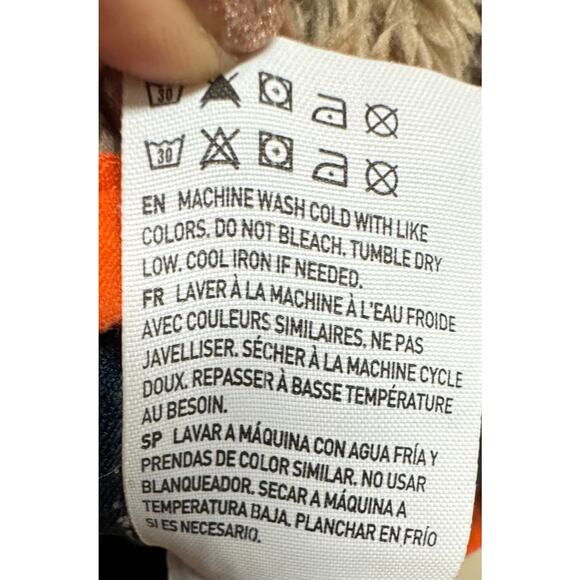 30
30
EN MACHINE WASH COLD WITH LIKE
COLORS. DO NOT BLEACH. TUMBLE DRY
LOW. COOL IRON IF NEEDED.
FR LAVER À LA MACHINE À L'EAU FROIDE
AVEC COULEURS SIMILAIRES. NE PAS
JAVELLISER. SÉCHER À LA MACHINE CYCLE
DOUX. REPASSER À BASSE TEMPÉRATURE
AU BESOIN.
SP LAVAR A MÁQUINA CON AGUA FRÍA Y
PRENDAS DE COLOR SIMILAR. NO USAR
BLANQUEADOR. SECAR A MÁQUINA A
TEMPERATURA BAJA. PLANCHAR EN FRÍO
SI ES NECESARIO.